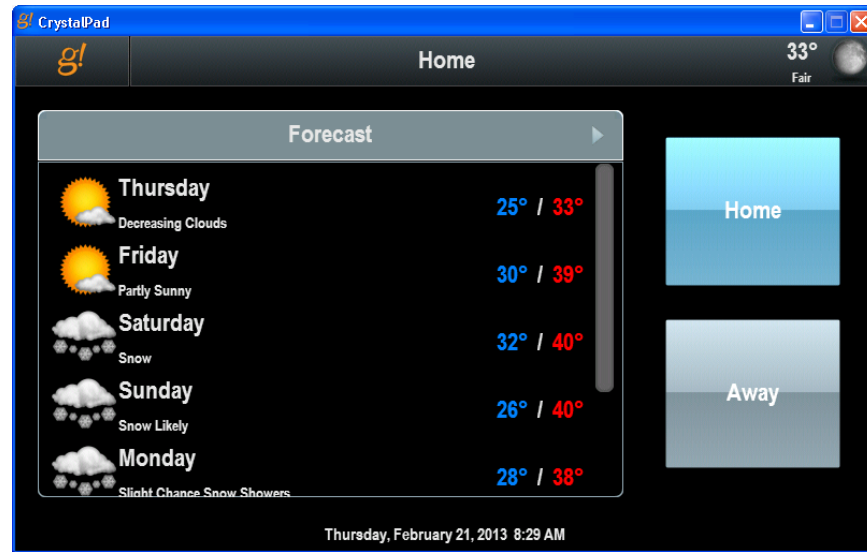 g! CrystalPad
g! Home 33°
Fair
Forecast
Thursday
Decreasing Clouds
25° / 33°
Friday
Partly Sunny
30° / 39°
Saturday
Snow
32° / 40°
Sunday
Snow Likely
26° / 40°
Monday
Slight Chance Snow Showers
28° / 38°
Home
Away
Thursday, February 21, 2013 8:29 AM